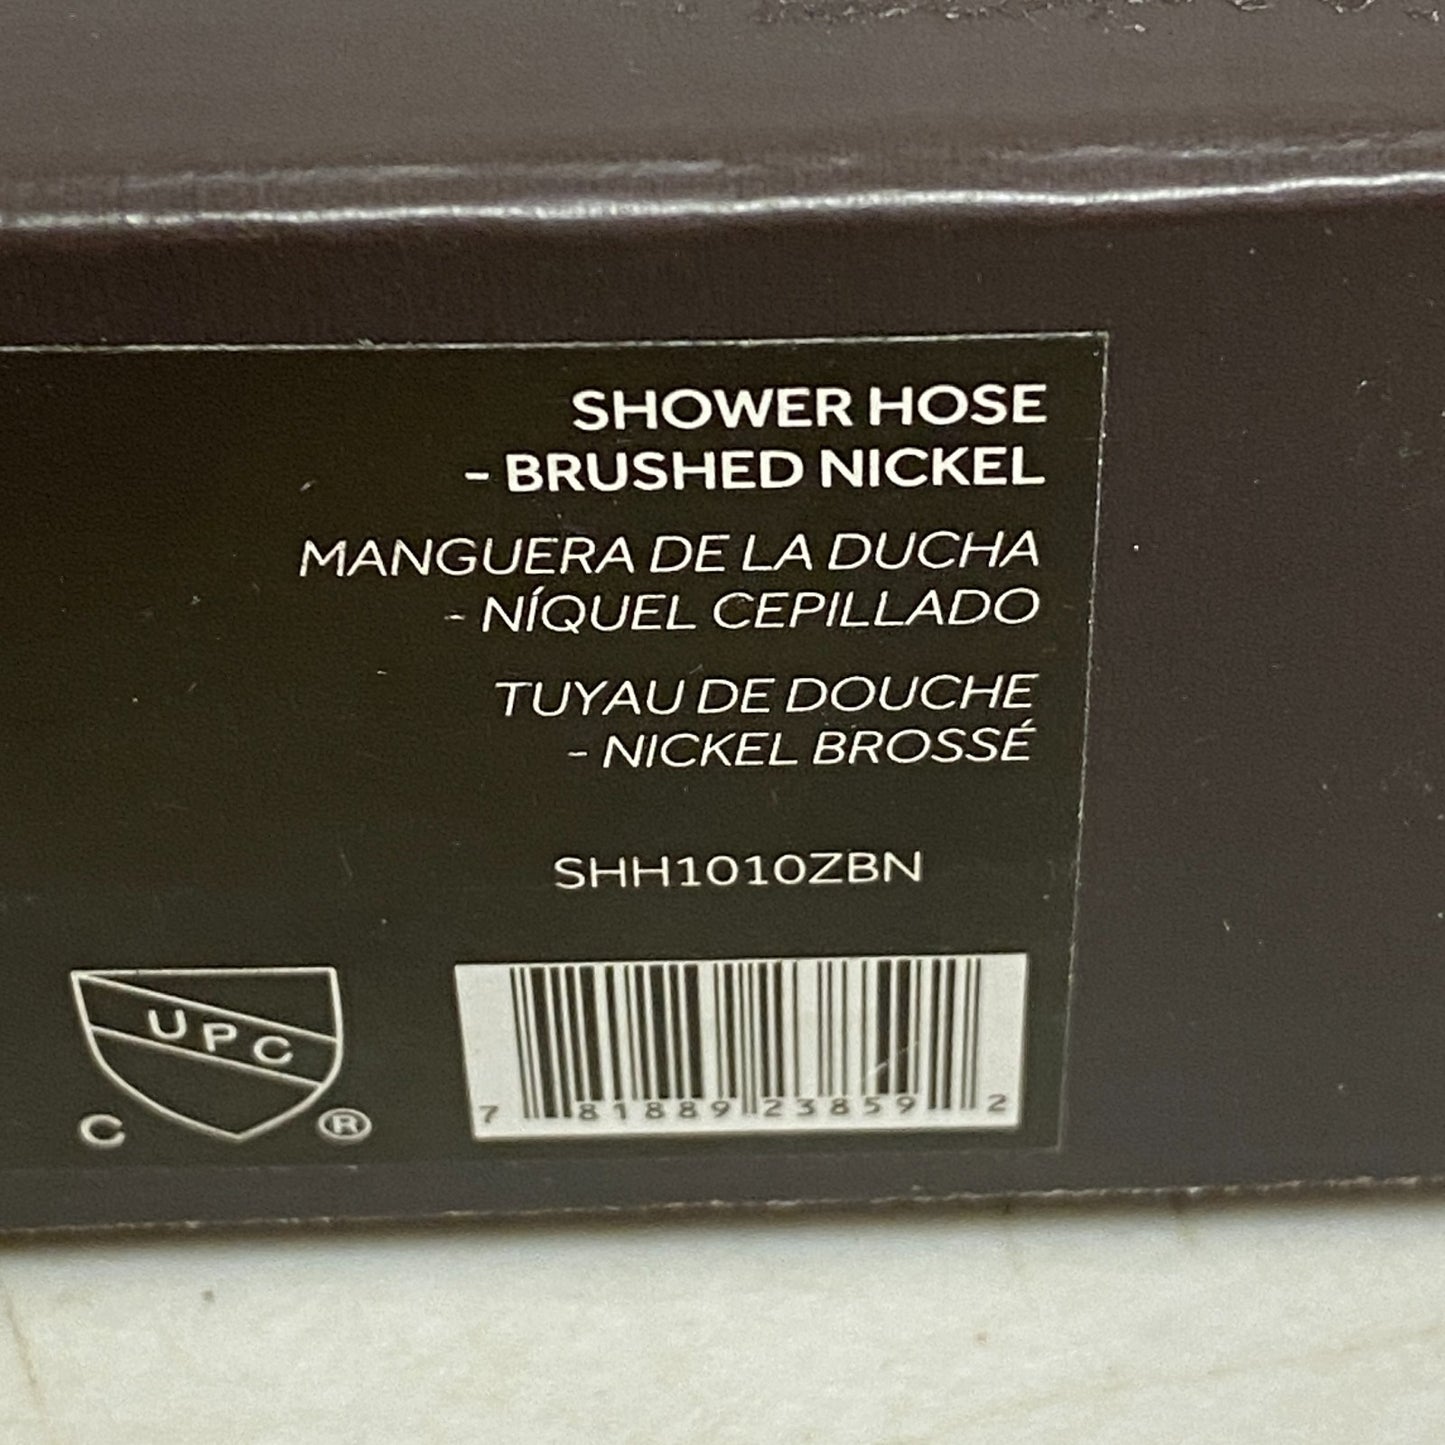 SHOWER HOSE
- BRUSHED NICKEL
MANGUERA DE LA DUCHA
- NÍQUEL CEPILLADO
TUYAU DE DOUCHE
- NICKEL BROSSÉ
SHH1010ZBN
UPC
C ®
7 81889 23859 2